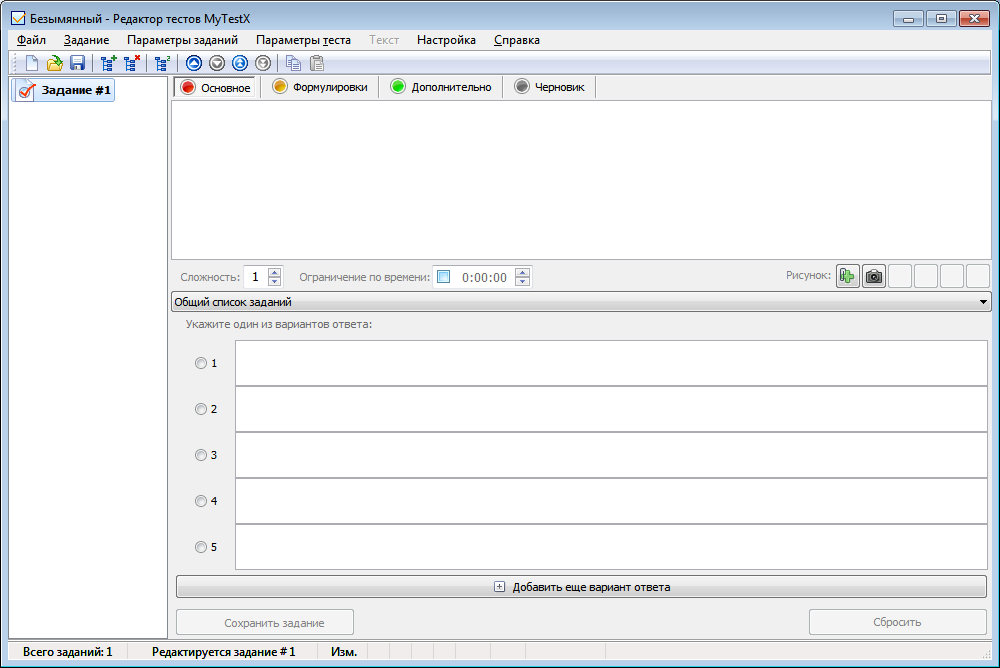 Безымянный - Редактор тестов MyTestX
Файл Задание Параметры заданий Параметры теста Текст Настройка Справка
Задание #1
Основное Формулировки Дополнительно Черновик
Сложность: 1 Ограничение по времени: 0:00:00 Рисунок:
Общий список заданий
Укажите один из вариантов ответа:
1
2
3
4
5
Добавить еще вариант ответа
Сохранить задание Сбросить
Всего заданий: 1 Редактируется задание # 1 Изм.